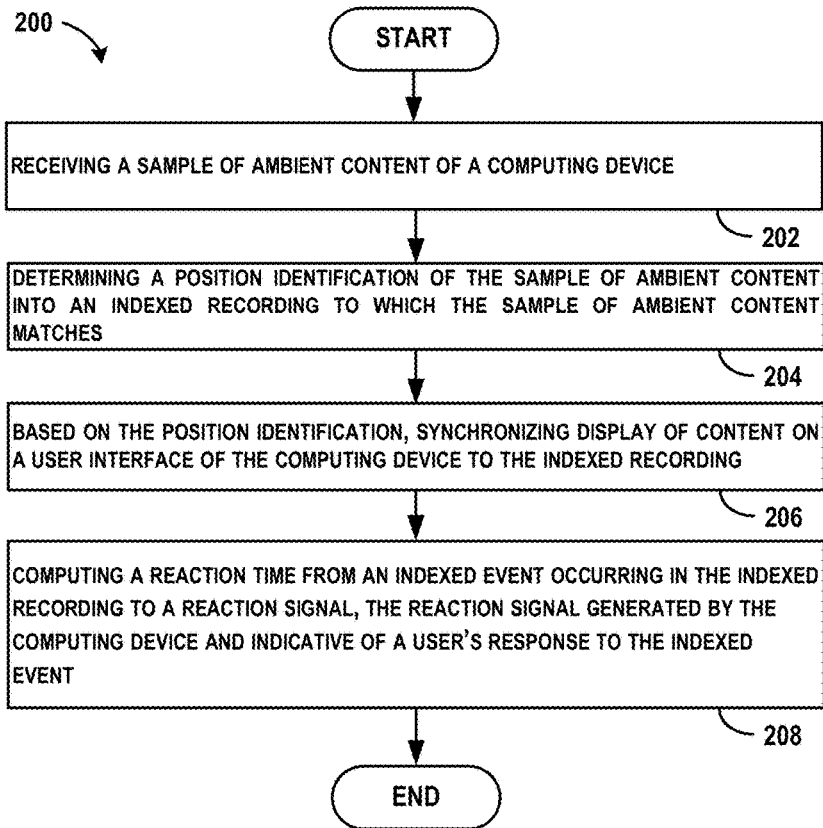 200
START
RECEIVING A SAMPLE OF AMBIENT CONTENT OF A COMPUTING DEVICE
202
DETERMINING A POSITION IDENTIFICATION OF THE SAMPLE OF AMBIENT CONTENT
INTO AN INDEXED RECORDING TO WHICH THE SAMPLE OF AMBIENT CONTENT
MATCHES
204
BASED ON THE POSITION IDENTIFICATION, SYNCHRONIZING DISPLAY OF CONTENT ON
A USER INTERFACE OF THE COMPUTING DEVICE TO THE INDEXED RECORDING
206
COMPUTING A REACTION TIME FROM AN INDEXED EVENT OCCURRING IN THE INDEXED
RECORDING TO A REACTION SIGNAL, THE REACTION SIGNAL GENERATED BY THE
COMPUTING DEVICE AND INDICATIVE OF A USER'S RESPONSE TO THE INDEXED
EVENT
208
END